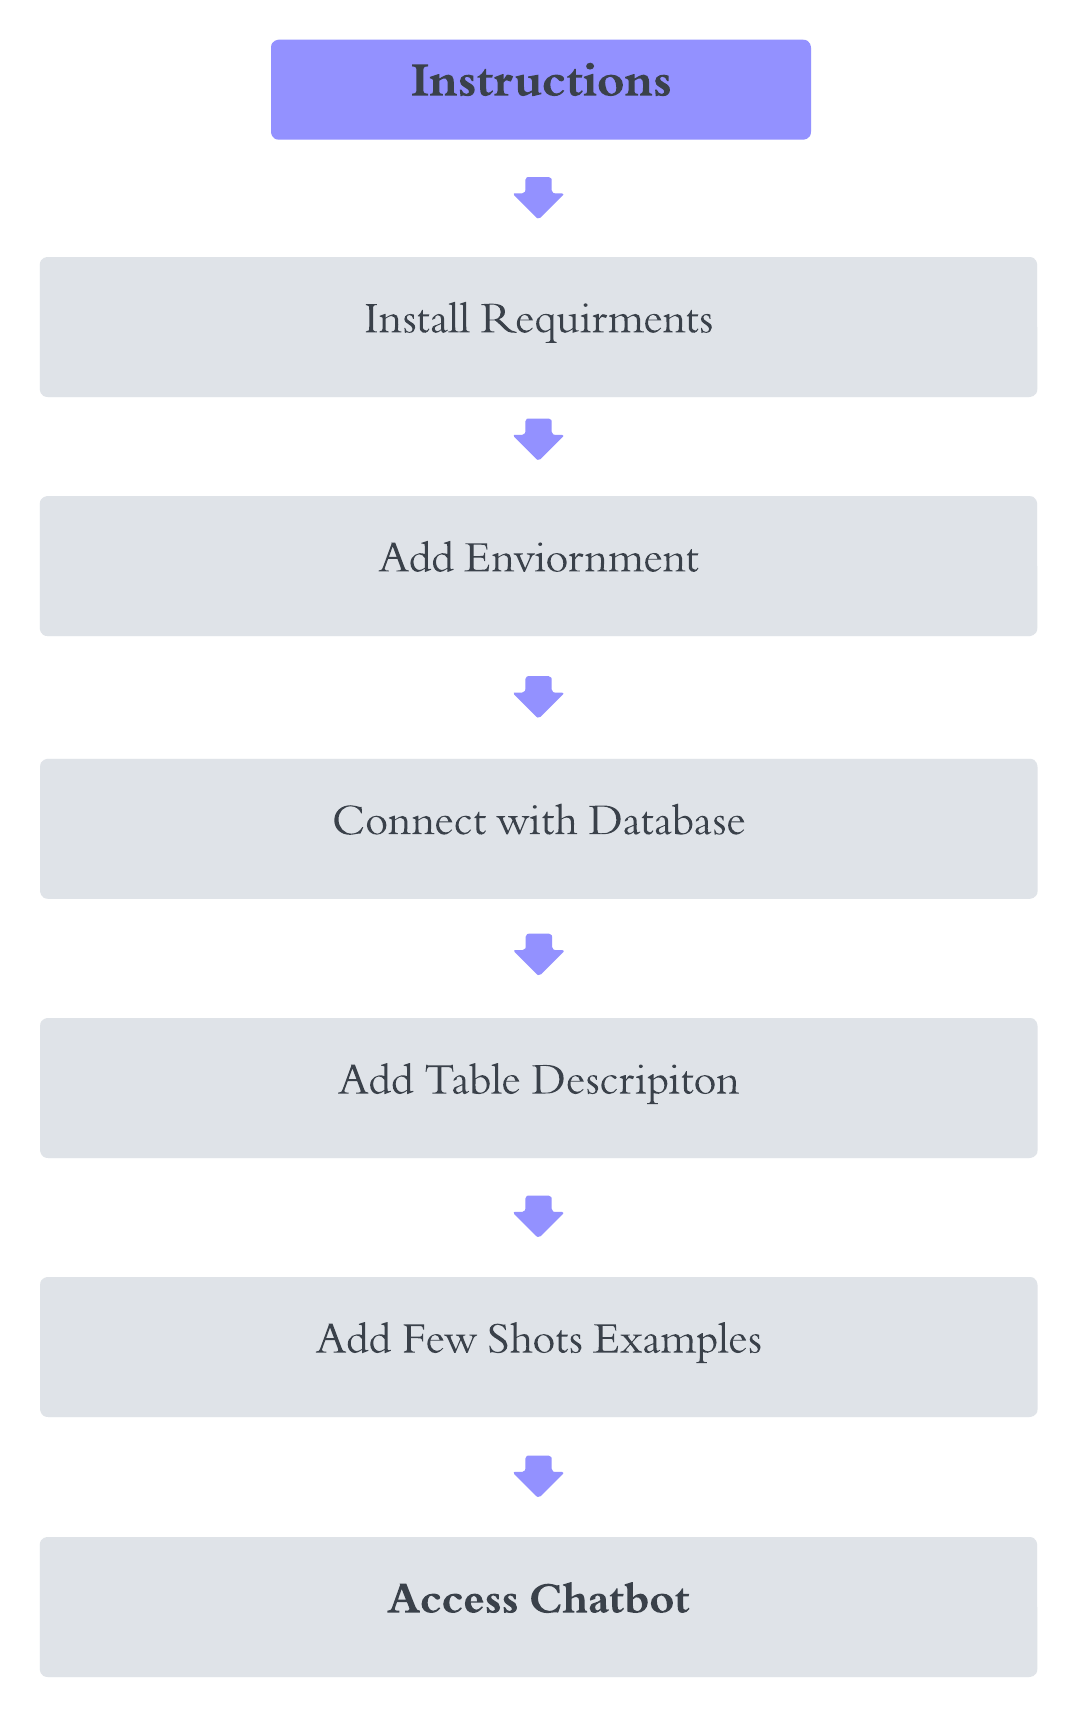 Instructions
Install Requirments
Add Enviornment
Connect with Database
Add Table Descripiton
Add Few Shots Examples
Access Chatbot